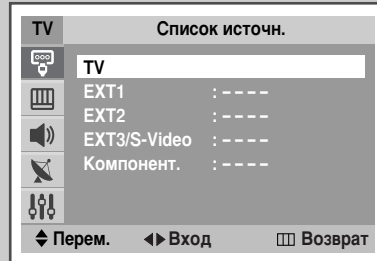 TV Список источн.
TV
EXT1 : – – – –
EXT2 : – – – –
EXT3/S-Video : – – – –
Компонент. : – – – –
Перем. Вход Возврат